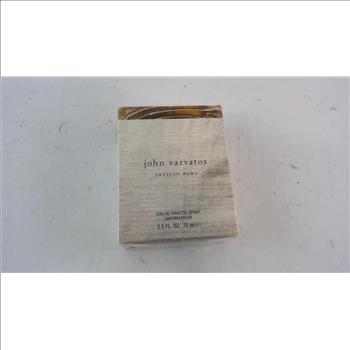 john varvatos
ARTISAN PURE
EAU DE TOILETTE SPRAY
VAPORISATEUR
2.5 FL. OZ. 75 ml e